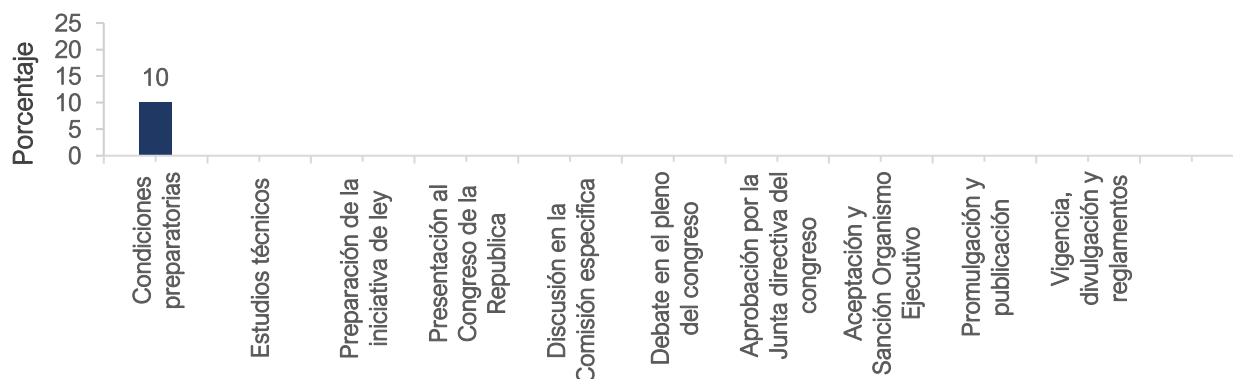 Porcentaje
25
20
15
10
5
0
10
Condiciones
preparatorias
Estudios técnicos
Preparación de la
iniciativa de ley
Presentación al
Congreso de la
Republica
Discusión en la
Comisión especifica
Debate en el pleno
del congreso
Aprobación por la
Junta directiva del
congreso
Aceptación y
Sanción Organismo
Ejecutivo
Promulgación y
publicación
Vigencia,
divulgación y
reglamentos